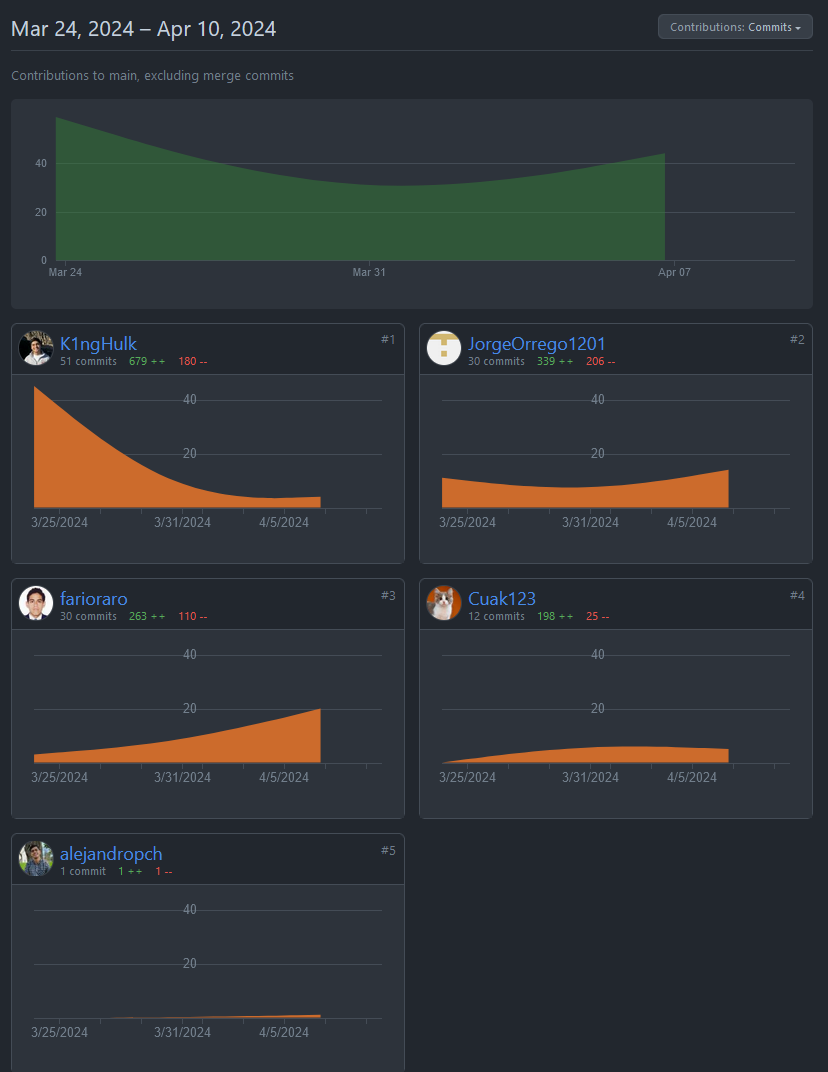 Mar 24, 2024 – Apr 10, 2024
Contributions: Commits
Contributions to main, excluding merge commits
40
20
0
Mar 24 Mar 31 Apr 07
K1ngHulk #1
51 commits 679 ++ 180 --
40
20
3/25/2024 3/31/2024 4/5/2024
JorgeOrrego1201 #2
30 commits 339 ++ 206 --
40
20
3/25/2024 3/31/2024 4/5/2024
farioraro #3
30 commits 263 ++ 110 --
40
20
3/25/2024 3/31/2024 4/5/2024
Cuak123 #4
12 commits 198 ++ 25 --
40
20
3/25/2024 3/31/2024 4/5/2024
alejandropch #5
1 commit 1 ++ 1 --
40
20
3/25/2024 3/31/2024 4/5/2024